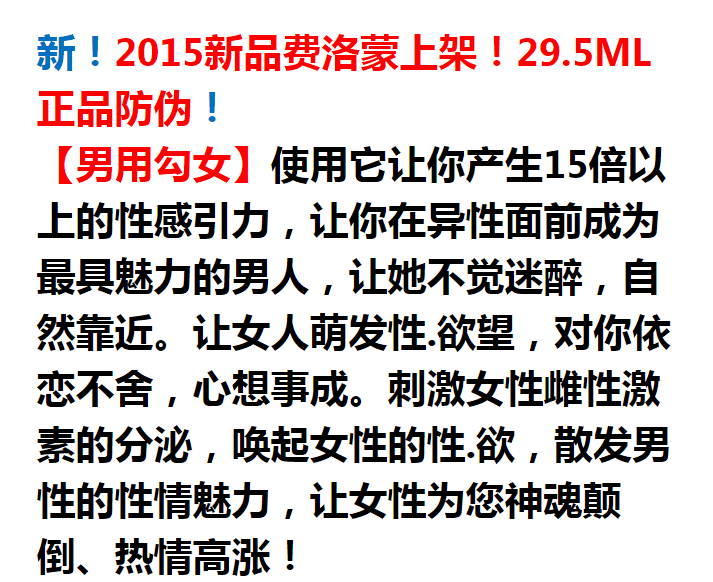 新！2015新品费洛蒙上架！29.5ML
正品防伪！
【男用勾女】使用它让你产生15倍以
上的性感引力，让你在异性面前成为
最具魅力的男人，让她不觉迷醉，自
然靠近。让女人萌发性.欲望，对你依
恋不舍，心想事成。刺激女性雌性激
素的分泌，唤起女性的性.欲，散发男
性的性情魅力，让女性为您神魂颠
倒、热情高涨！